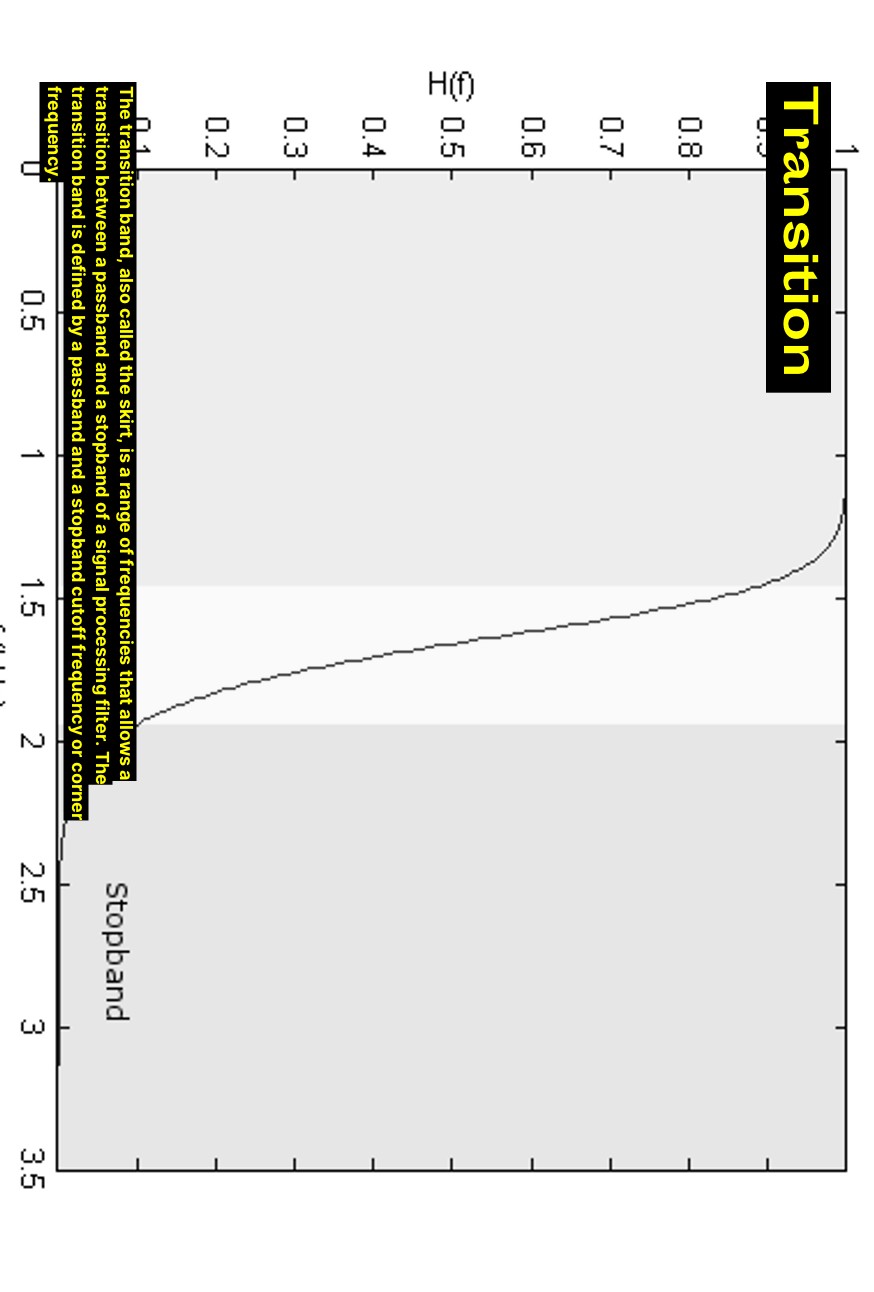 Transition
H(f)
1
0.8
0.7
0.6
0.5
0.4
0.3
0.2
The transition band, also called the skirt, is a range of frequencies that allows a
transition between a passband and a stopband of a signal processing filter. The
transition band is defined by a passband and a stopband cutoff frequency or corner
frequency.
Stopband
0.5
1
1.5
2
2.5
3
3.5